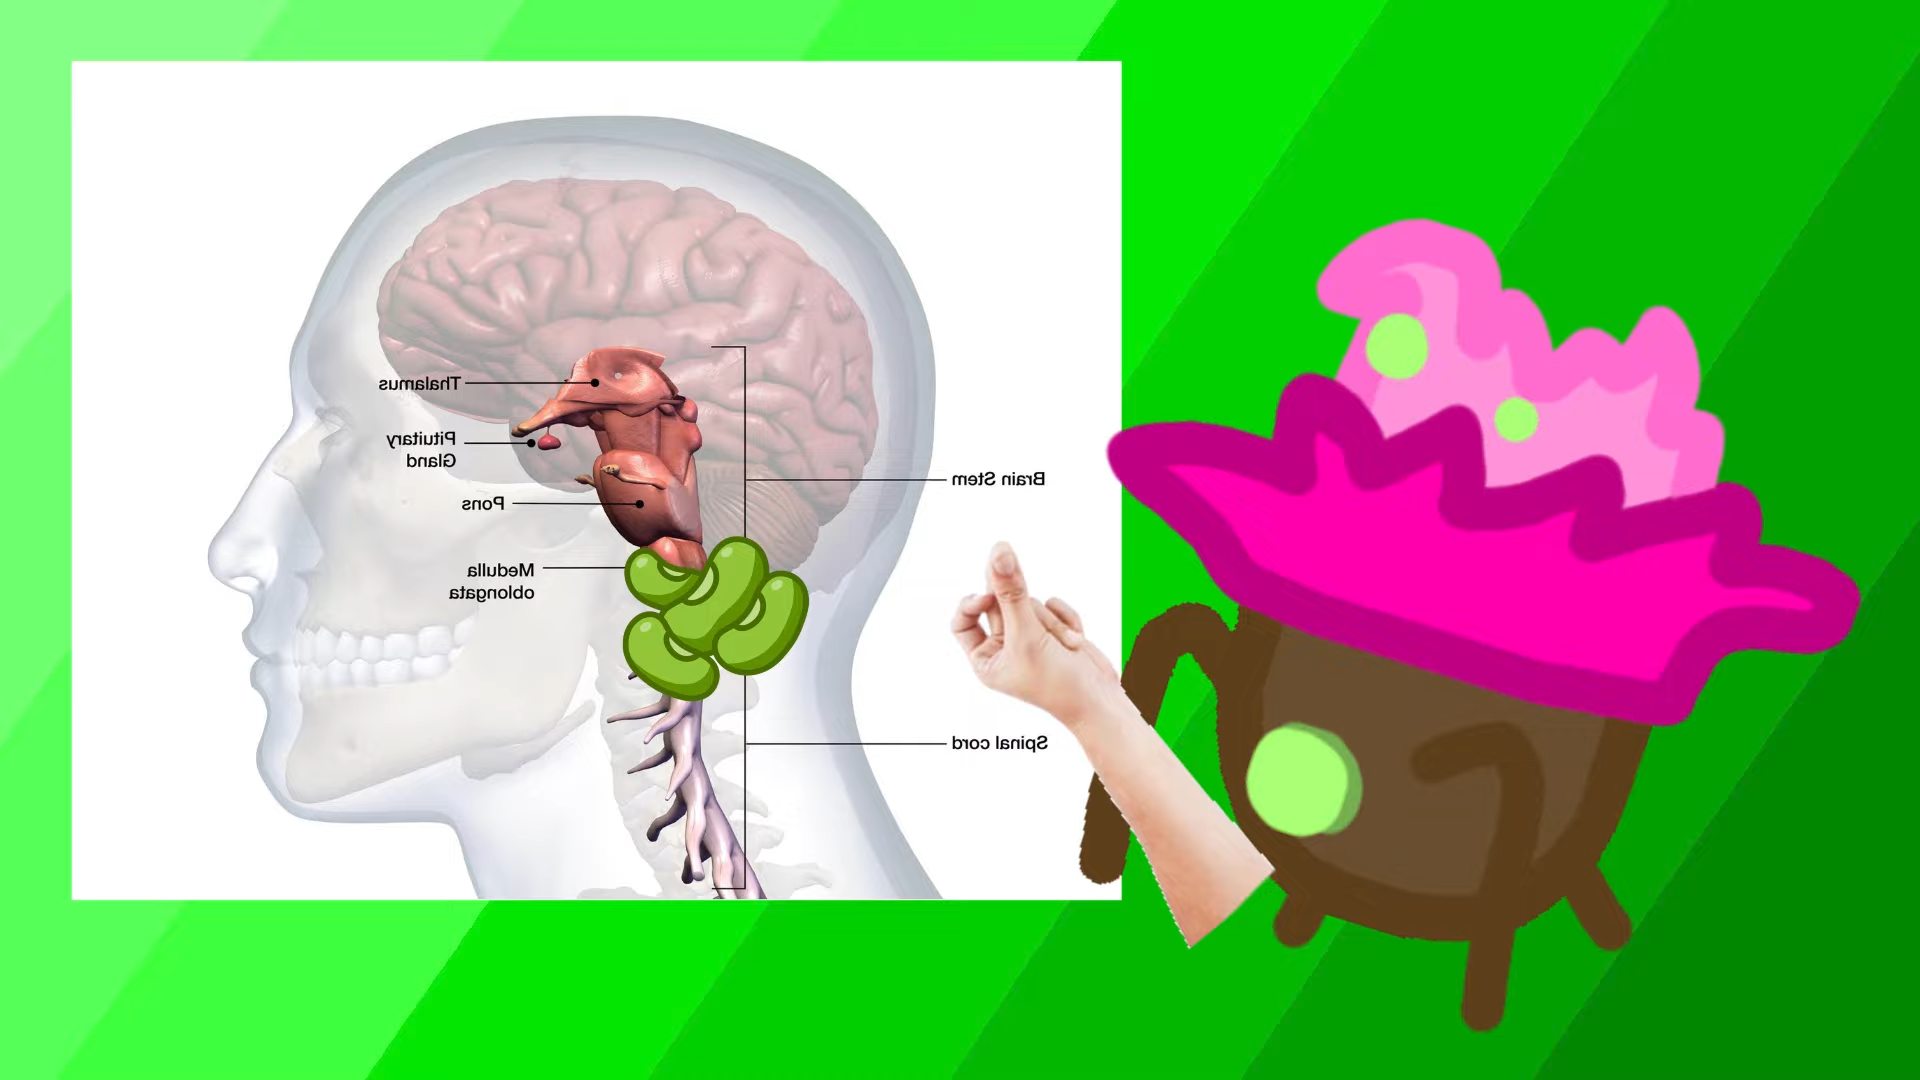 Thalamus
Pituitary
Gland
Pons
Medulla
oblongata
Brain Stem
Spinal cord